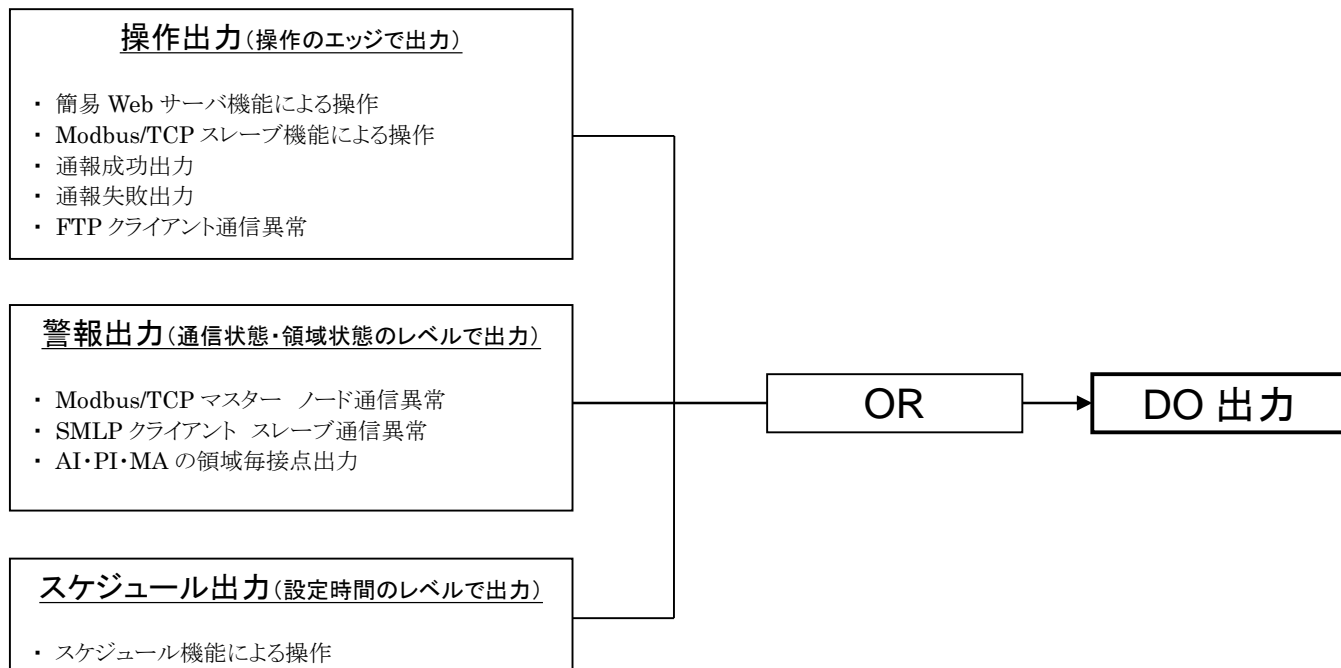 操作出力(操作のエッジで出力)
・ 簡易 Web サーバ機能による操作
・ Modbus/TCP スレーブ機能による操作
・ 通報成功出力
・ 通報失敗出力
・ FTP クライアント通信異常
警報出力(通信状態・領域状態のレベルで出力)
・ Modbus/TCP マスター ノード通信異常
・ SMLP クライアント スレーブ通信異常
・ AI・PI・MA の領域毎接点出力
OR
DO 出力
スケジュール出力(設定時間のレベルで出力)
・ スケジュール機能による操作